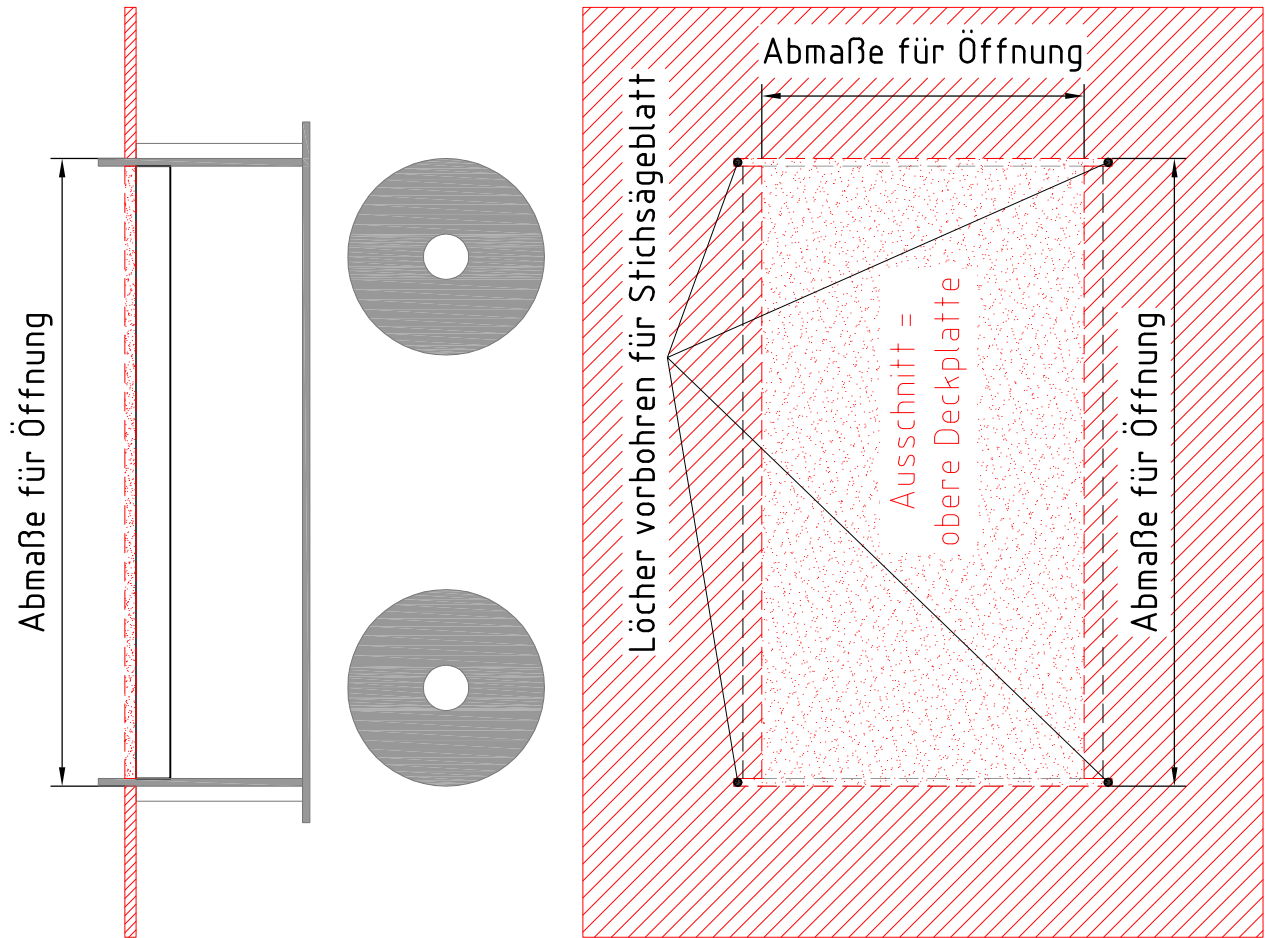 Abmaße für Öffnung
Löcher vorbohren für Stichsägeblatt
Abmaße für Öffnung
Ausschnitt =
obere Deckplatte
Abmaße für Öffnung